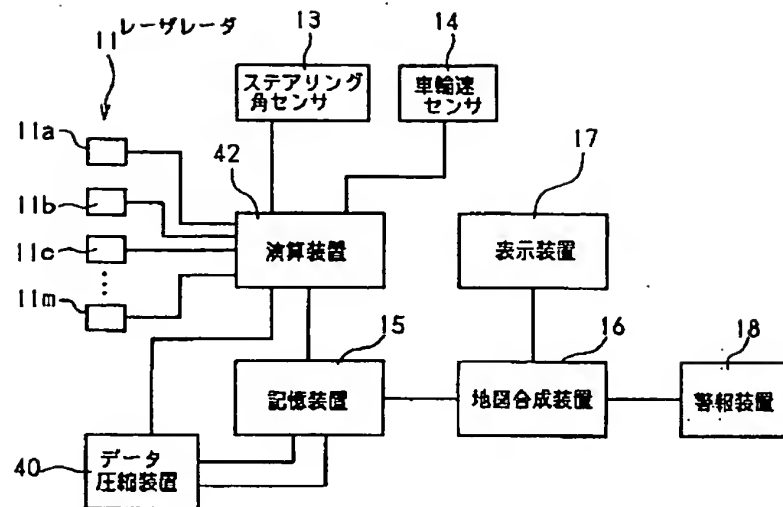 レーザレーダ
11
13
14
ステアリング
角センサ
車輪速
センサ
11a
11b
11c
11m
42
演算装置
17
表示装置
15
記憶装置
16
地図合成装置
18
警報装置
40
データ
圧縮装置